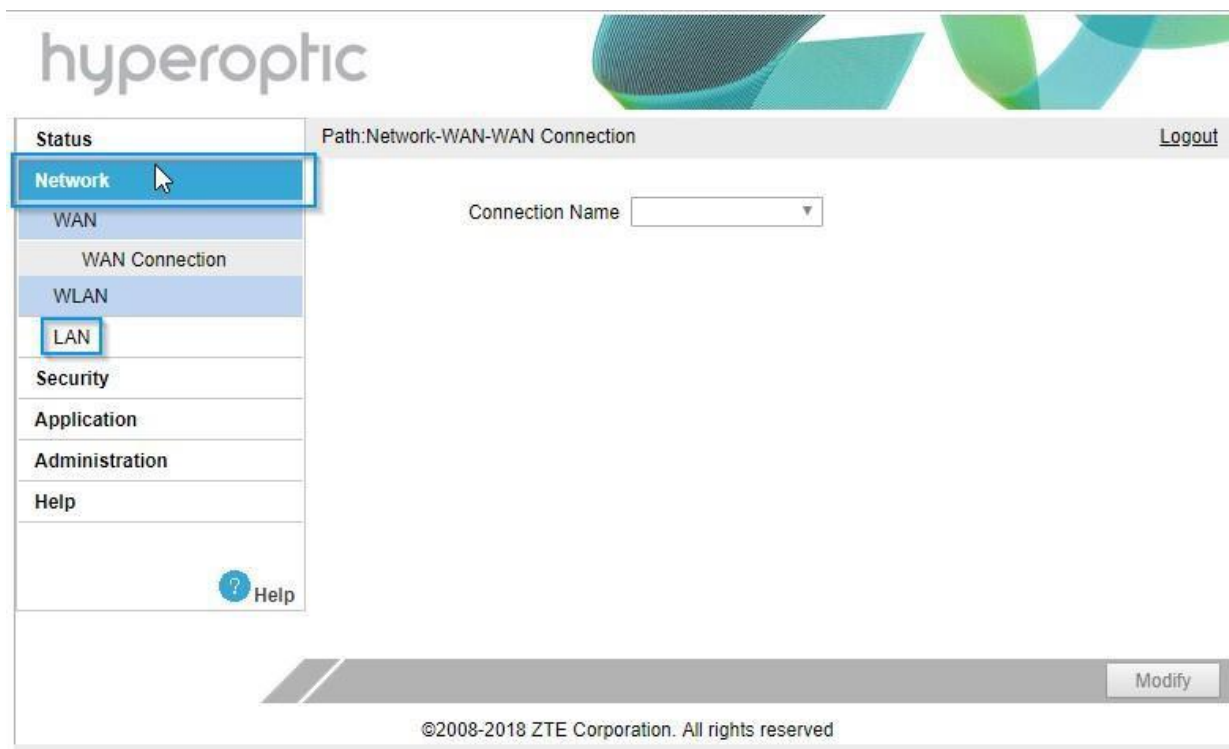 hyperoptic
Status
Path:Network-WAN-WAN Connection
Logout
Network
WAN
Connection Name
WAN Connection
WLAN
LAN
Security
Application
Administration
Help
? Help
Modify
©2008-2018 ZTE Corporation. All rights reserved